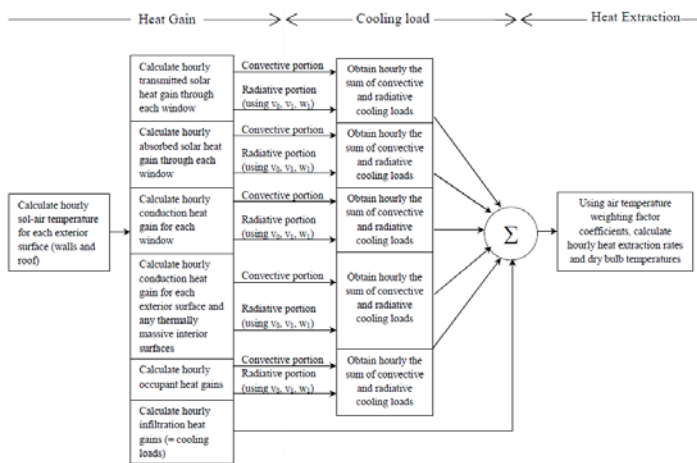 Heat Gain
Cooling load
Heat Extraction
Calculate hourly
sol-air temperature
for each exterior
surface (walls and
roof)
Calculate hourly
transmitted solar
heat gain through
each window
Convective portion
Radiative portion
(using v₀, v₁, w₁)
Obtain hourly the
sum of convective
and radiative
cooling loads
Calculate hourly
absorbed solar heat
gain through each
window
Convective portion
Radiative portion
(using v₀, v₁, w₁)
Obtain hourly the
sum of convective
and radiative
cooling loads
Calculate hourly
conduction heat
gain for each
window
Convective portion
Radiative portion
(using v₀, v₁, w₁)
Obtain hourly the
sum of convective
and radiative
cooling loads
Calculate hourly
conduction heat
gain for each
exterior surface and
any thermally
massive interior
surfaces
Convective portion
Radiative portion
(using v₀, v₁, w₁)
Obtain hourly the
sum of convective
and radiative
cooling loads
Calculate hourly
occupant heat gains
Convective portion
Radiative portion
(using v₀, v₁, w₁)
Obtain hourly the
sum of convective
and radiative
cooling loads
Calculate hourly
infiltration heat
gains (= cooling
loads)
Σ
Using air temperature
weighting factor
coefficients, calculate
hourly heat extraction rates
and dry bulb temperatures